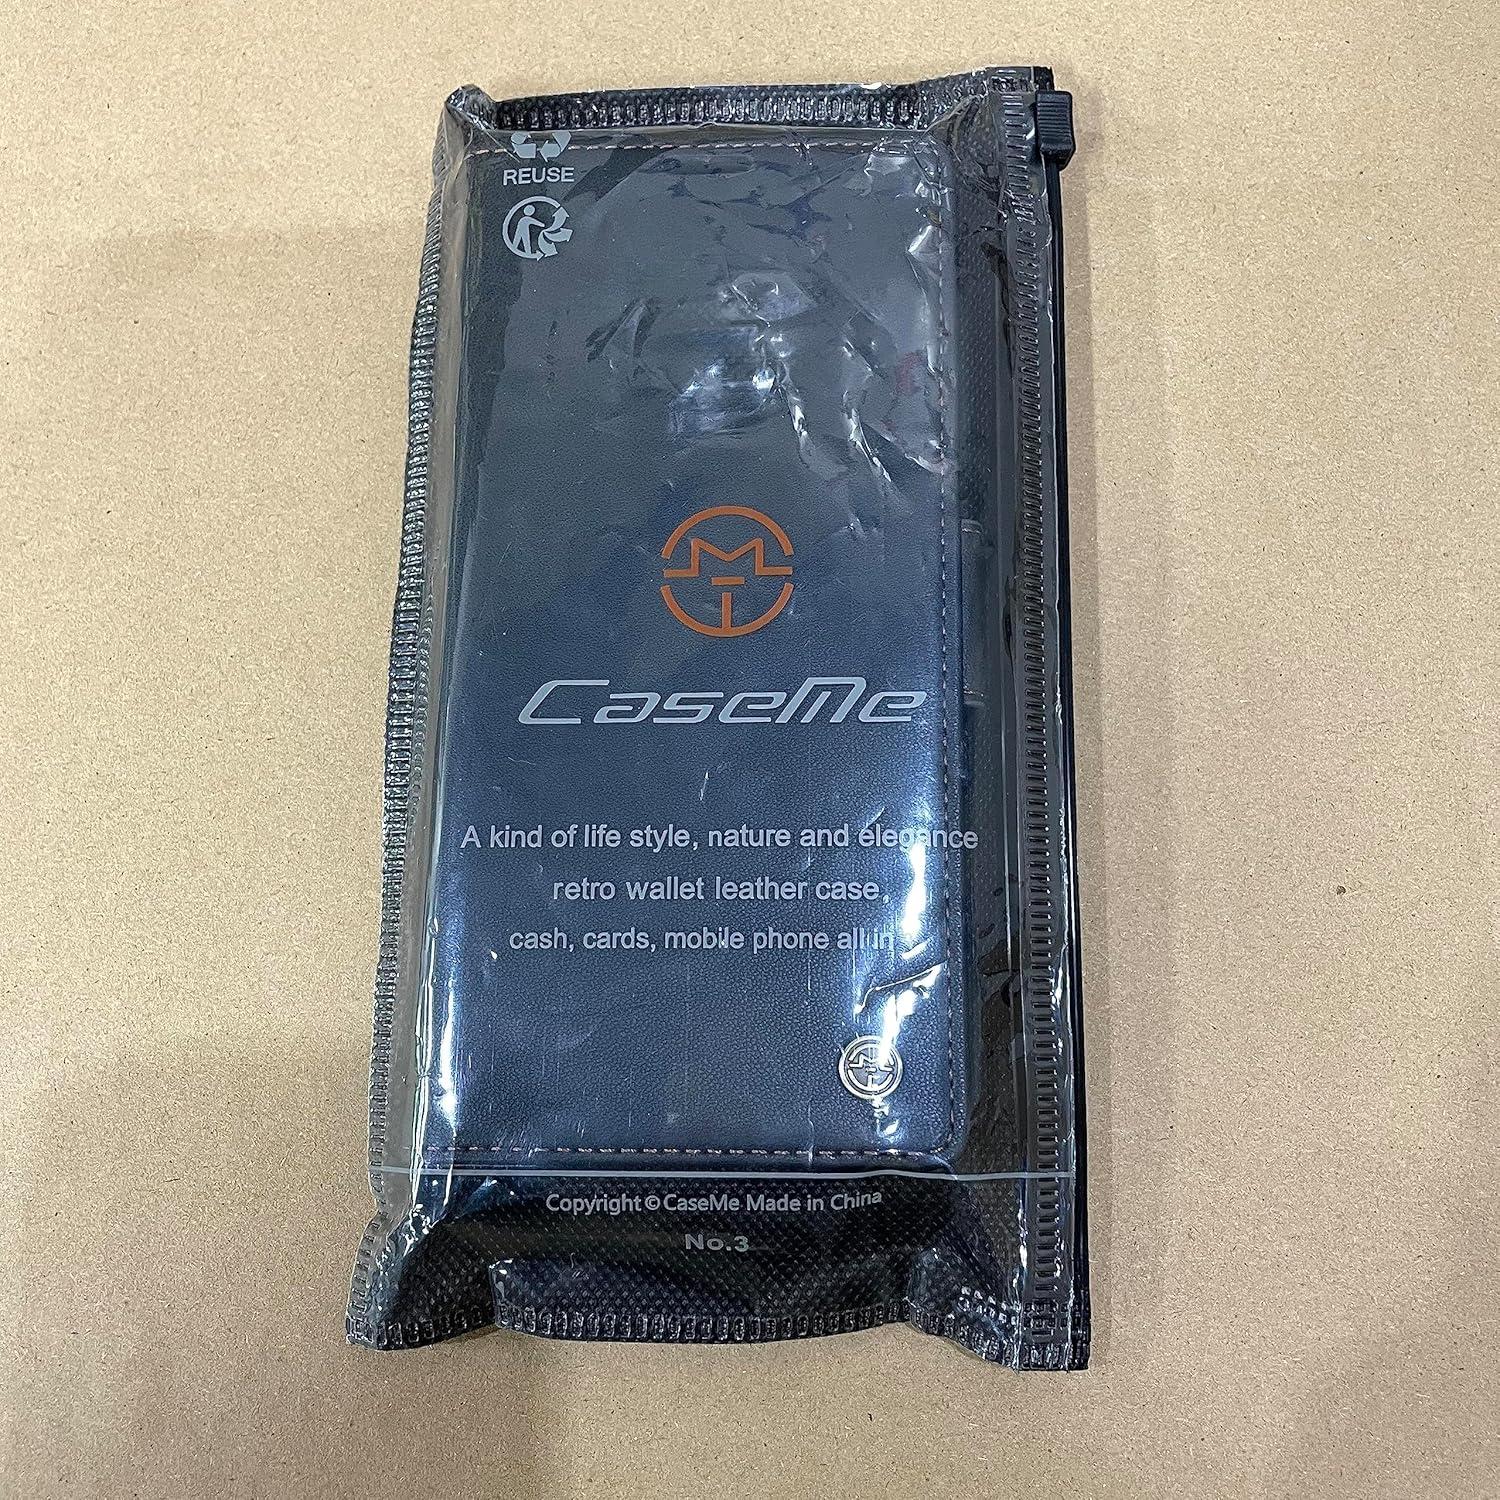 REUSE
CaseMe
A kind of life style, nature and elegance
retro wallet leather case,
cash, cards, mobile phone all in
Copyright © CaseMe Made in China
No.3